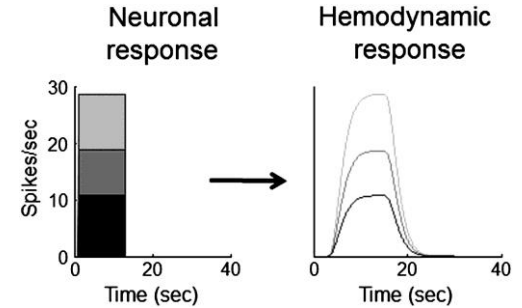 Neuronal
response
Hemodynamic
response
Spikes/sec
30
20
10
0
0 20 40
Time (sec)
0 20 40
Time (sec)